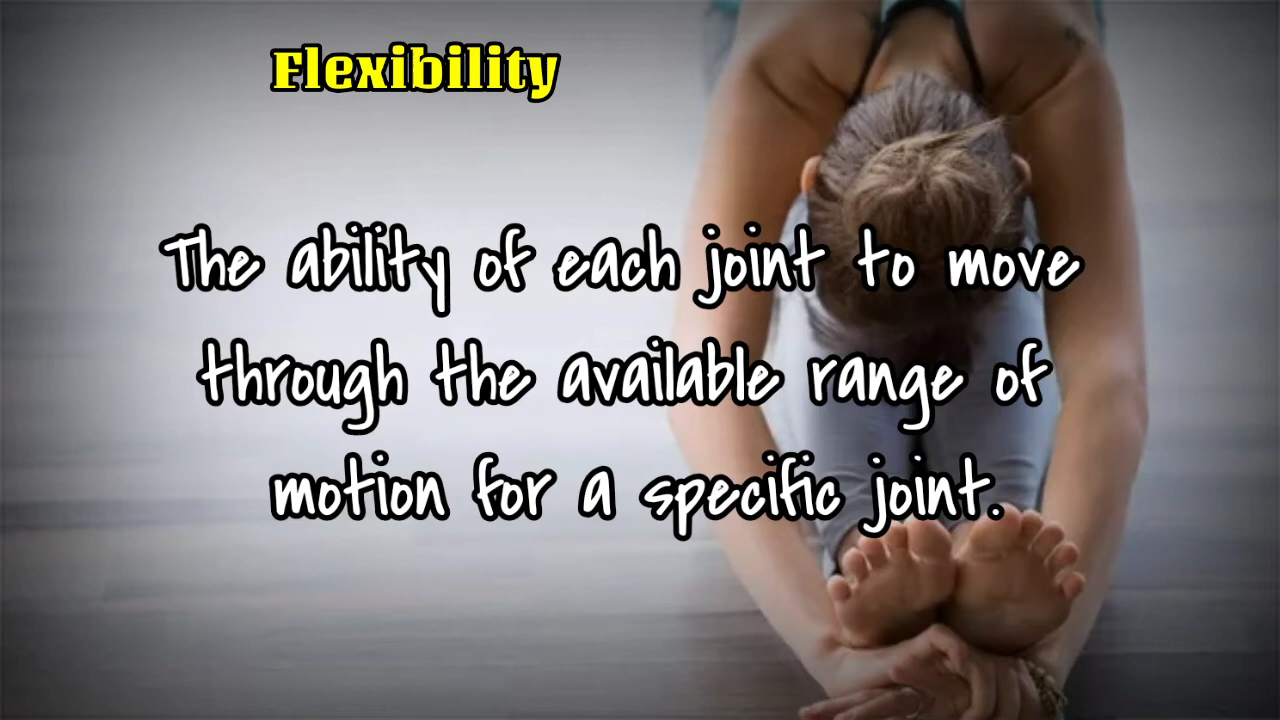 Flexibility
The ability of each joint to move
through the available range of
motion for a specific joint.